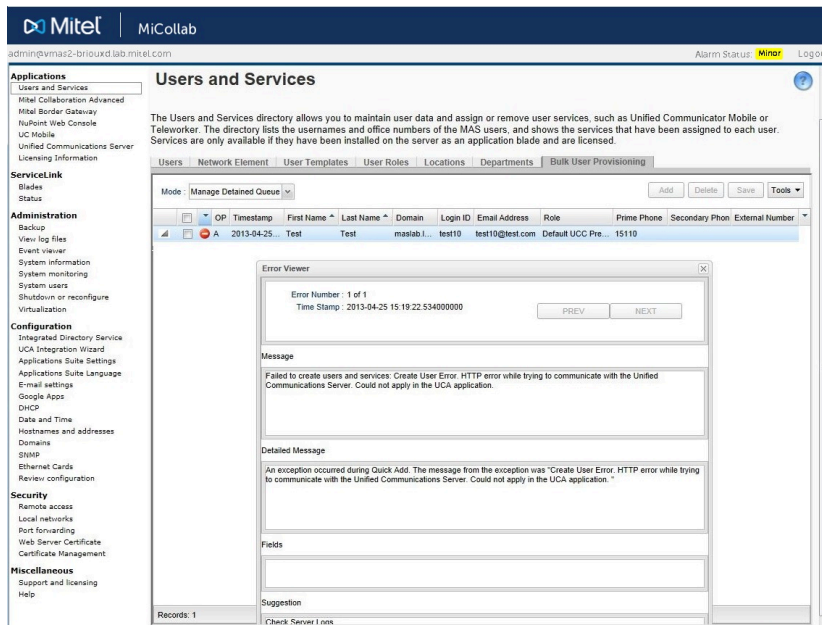 Mitel
MiCollab
admin@vmas2-briouxd.lab.mitel.com
Alarm Status: Minor
Logou
Applications
Users and Services
Mitel Collaboration Advanced
Mitel Border Gateway
NuPoint Web Console
UC Mobile
Unified Communications Server
Licensing Information
ServiceLink
Blades
Status
Administration
Backup
View log files
Event viewer
System information
System monitoring
System users
Shutdown or reconfigure
Virtualization
Configuration
Integrated Directory Service
UCA Integration Wizard
Applications Suite Settings
Applications Suite Language
E-mail settings
Google Apps
DHCP
Date and Time
Hostnames and addresses
Domains
SNMP
Ethernet Cards
Review configuration
Security
Remote access
Local networks
Port forwarding
Web Server Certificate
Certificate Management
Miscellaneous
Support and licensing
Help
Users and Services
The Users and Services directory allows you to maintain user data and assign or remove user services, such as Unified Communicator Mobile or
Teleworker. The directory lists the usernames and office numbers of the MAS users, and shows the services that have been assigned to each user.
Services are only available if they have been installed on the server as an application blade and are licensed.
Users Network Element User Templates User Roles Locations Departments Bulk User Provisioning
Mode : Manage Detained Queue Add Delete Save Tools
OP Timestamp First Name Last Name Domain Login ID Email Address Role Prime Phone Secondary Phon External Number
A 2013-04-25... Test Test maslab.l... test10 test10@test.com Default UCC Pre... 15110
Error Viewer
Error Number : 1 of 1
Time Stamp : 2013-04-25 15:19:22.534000000
PREV NEXT
Message
Failed to create users and services: Create User Error. HTTP error while trying to communicate with the Unified
Communications Server. Could not apply in the UCA application.
Detailed Message
An exception occurred during Quick Add. The message from the exception was "Create User Error. HTTP error while trying
to communicate with the Unified Communications Server. Could not apply in the UCA application. "
Fields
Suggestion
Check Server Logs
Records: 1